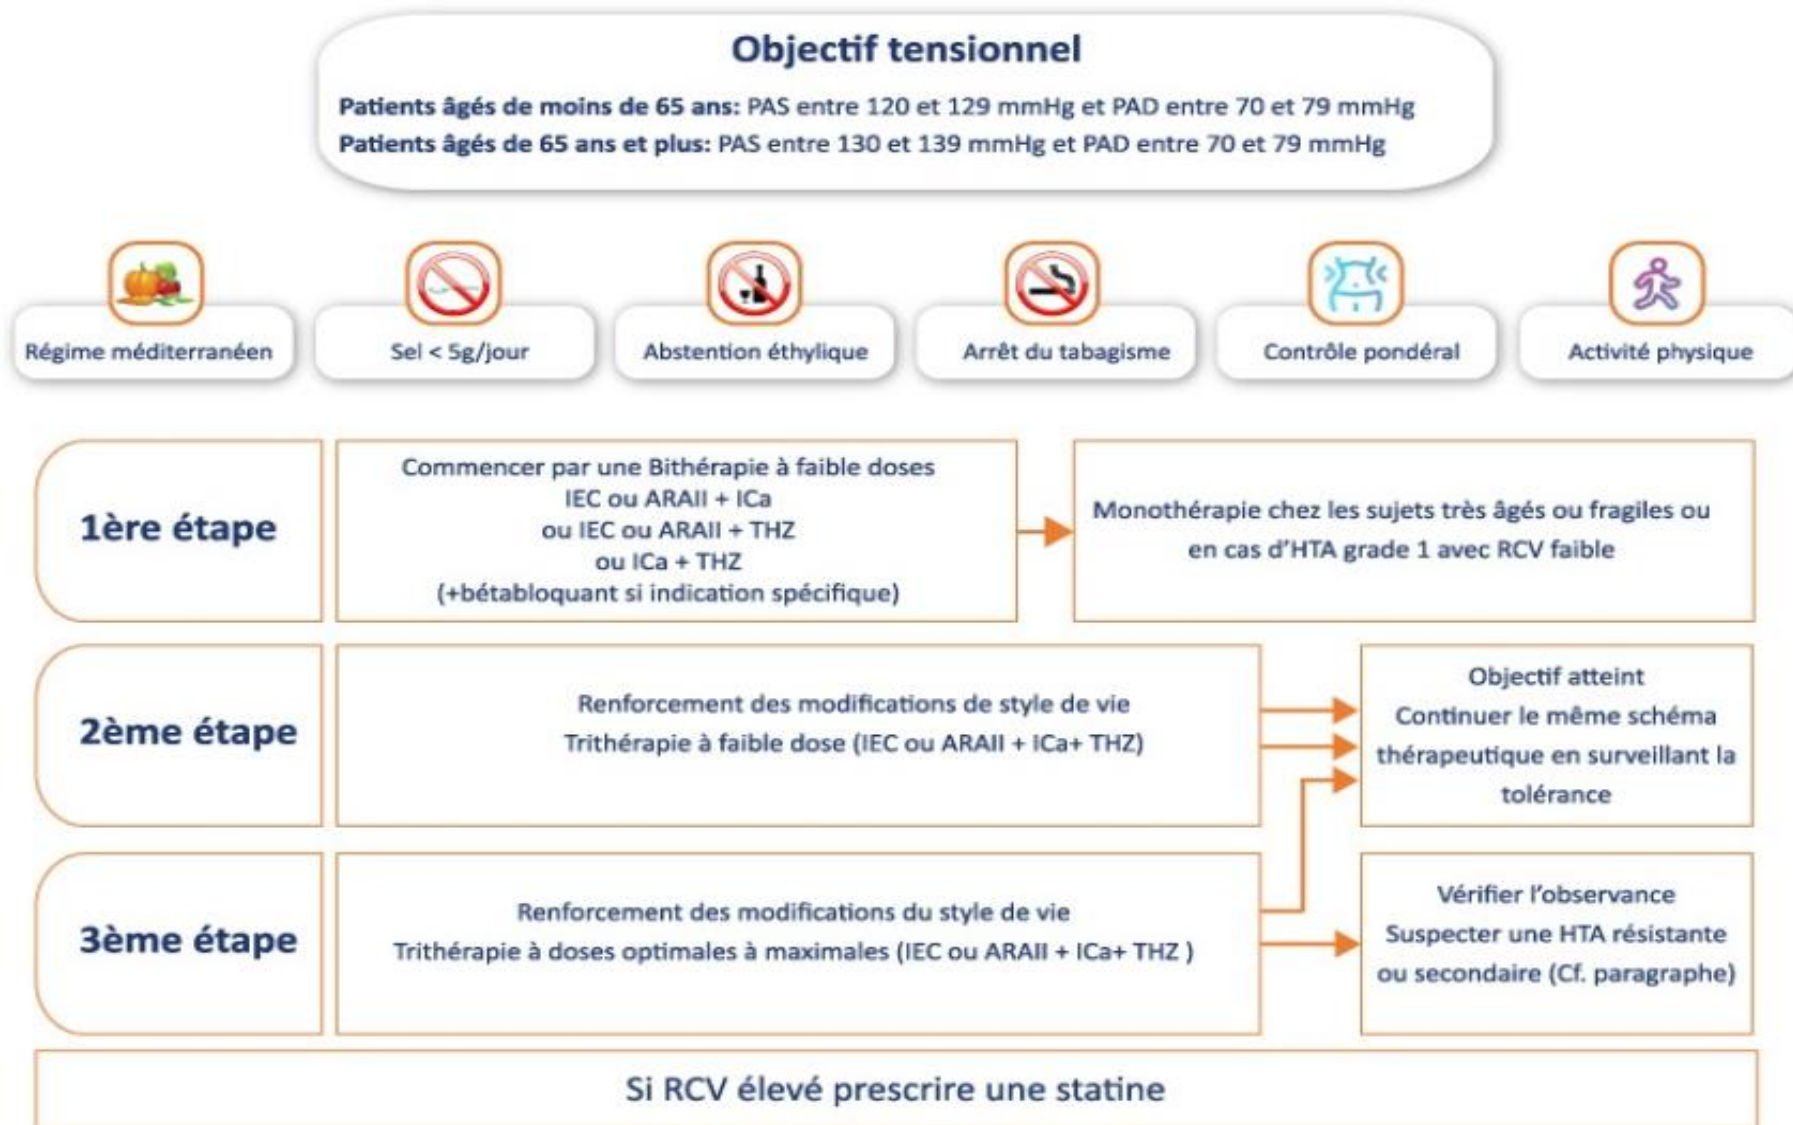 Objectif tensionnel
Patients âgés de moins de 65 ans: PAS entre 120 et 129 mmHg et PAD entre 70 et 79 mmHg
Patients âgés de 65 ans et plus: PAS entre 130 et 139 mmHg et PAD entre 70 et 79 mmHg
Régime méditerranéen
Sel < 5g/jour
Abstention éthylique
Arrêt du tabagisme
Contrôle pondéral
Activité physique
1ère étape
Commencer par une Bithérapie à faible doses
IEC ou ARAII + ICa
ou IEC ou ARAII + THZ
ou ICa + THZ
(+bétabloquant si indication spécifique)
Monothérapie chez les sujets très âgés ou fragiles ou
en cas d'HTA grade 1 avec RCV faible
2ème étape
Renforcement des modifications de style de vie
Trithérapie à faible dose (IEC ou ARAII + ICa+ THZ)
Objectif atteint
Continuer le même schéma
thérapeutique en surveillant la
tolérance
3ème étape
Renforcement des modifications du style de vie
Trithérapie à doses optimales à maximales (IEC ou ARAII + ICa+ THZ )
Vérifier l'observance
Suspecter une HTA résistante
ou secondaire (Cf. paragraphe)
Si RCV élevé prescrire une statine